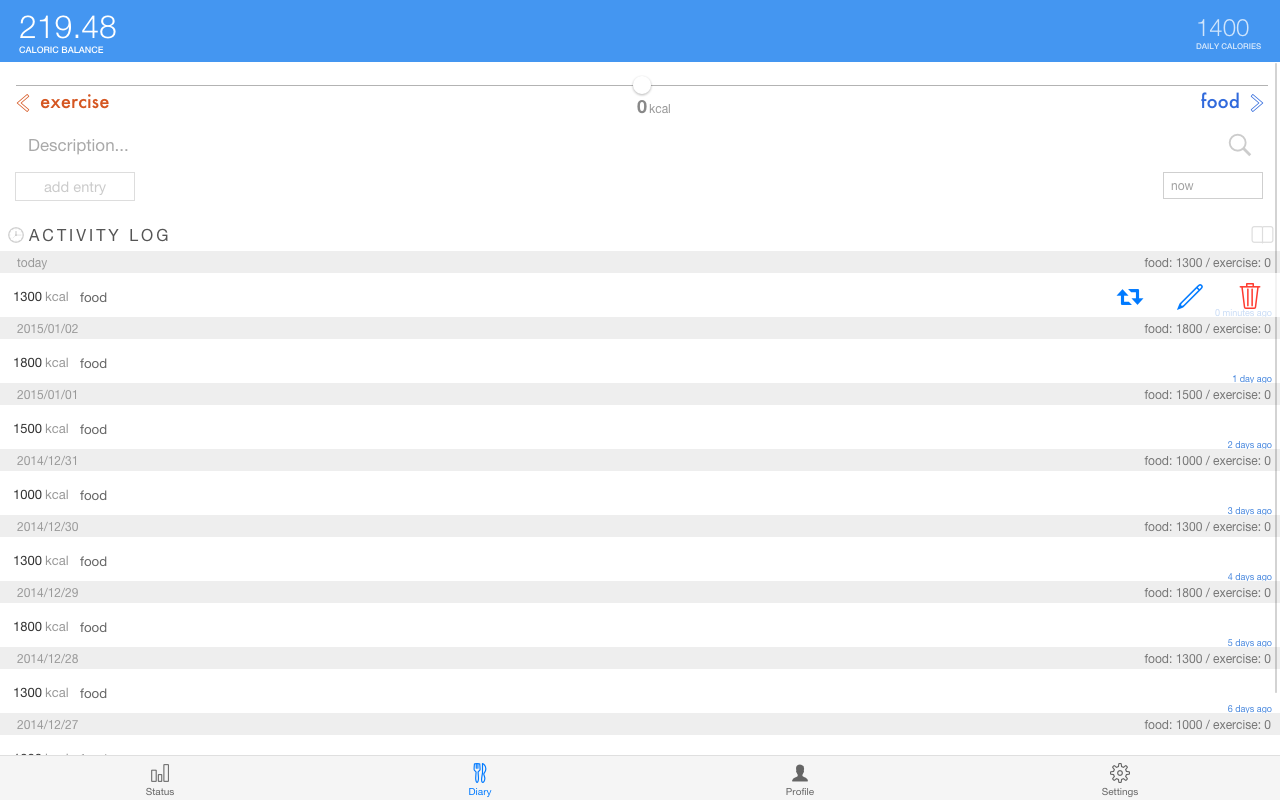 219.48
CALORIC BALANCE
1400
DAILY CALORIES
exercise
0 kcal
food
Description...
add entry
now
ACTIVITY LOG
today food: 1300 / exercise: 0
1300 kcal food
0 minutes ago
2015/01/02 food: 1800 / exercise: 0
1800 kcal food
1 day ago
2015/01/01 food: 1500 / exercise: 0
1500 kcal food
2 days ago
2014/12/31 food: 1000 / exercise: 0
1000 kcal food
3 days ago
2014/12/30 food: 1300 / exercise: 0
1300 kcal food
4 days ago
2014/12/29 food: 1800 / exercise: 0
1800 kcal food
5 days ago
2014/12/28 food: 1300 / exercise: 0
1300 kcal food
6 days ago
2014/12/27 food: 1000 / exercise: 0
Status
Diary
Profile
Settings